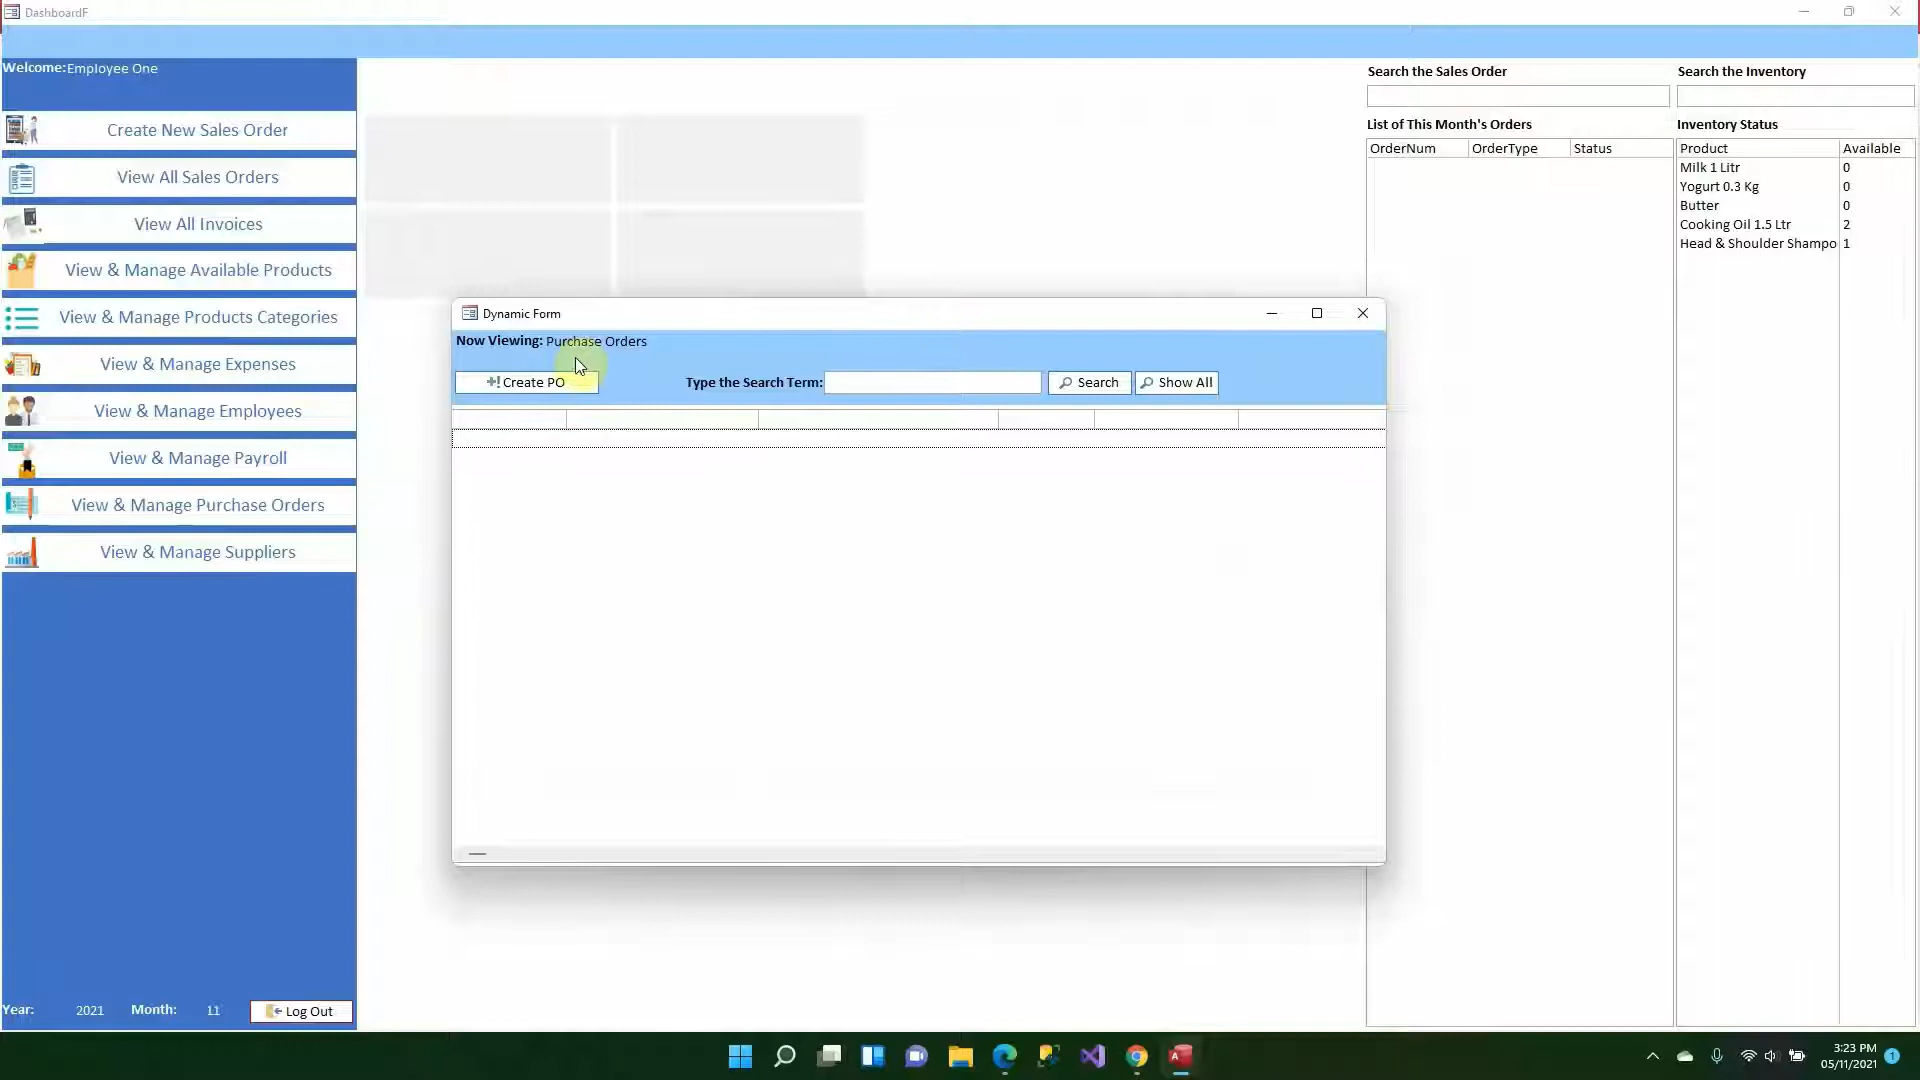 DashboardF
Welcome: Employee One
Create New Sales Order
View All Sales Orders
View All Invoices
View & Manage Available Products
View & Manage Products Categories
View & Manage Expenses
View & Manage Employees
View & Manage Payroll
View & Manage Purchase Orders
View & Manage Suppliers
Year: 2021 Month: 11 Log Out
Dynamic Form
Now Viewing: Purchase Orders
Create PO Type the Search Term: Search Show All
Search the Sales Order
List of This Month's Orders
OrderNum OrderType Status
Search the Inventory
Inventory Status
Product Available
Milk 1 Litr 0
Yogurt 0.3 Kg 0
Butter 0
Cooking Oil 1.5 Ltr 2
Head & Shoulder Shampo 1
3:23 PM
05/11/2021
1